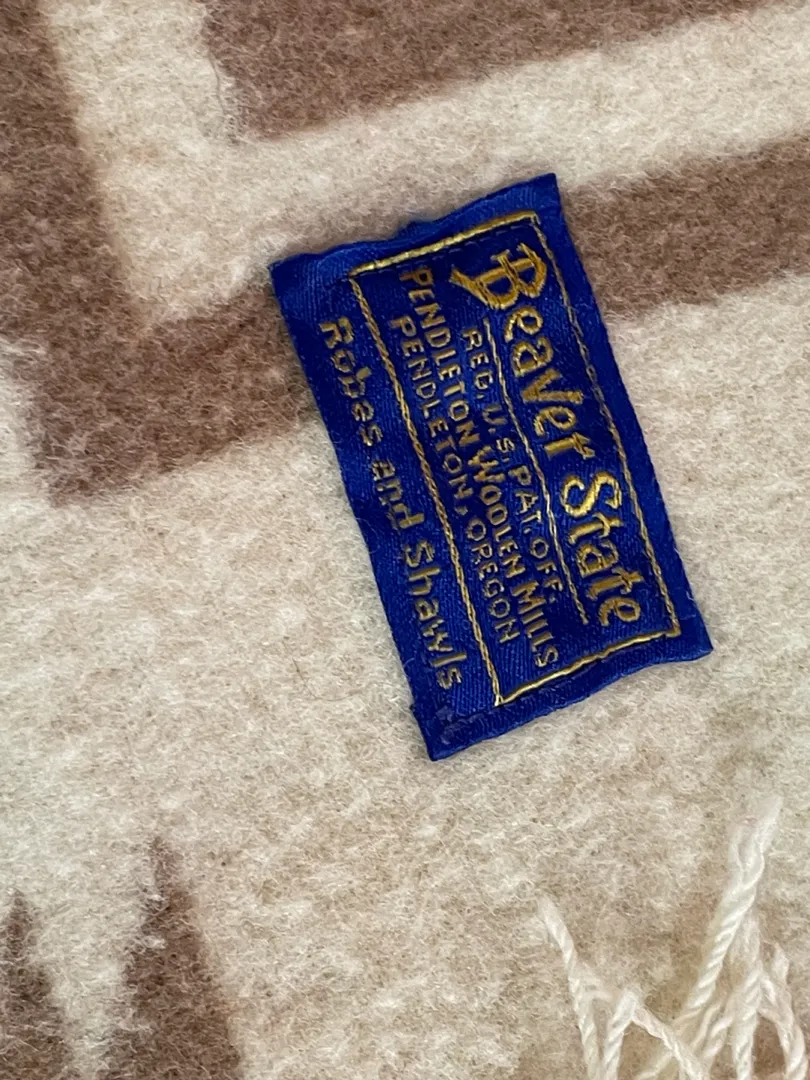 Beaver State
REG. U.S. PAT. OFF.
PENDLETON WOOLEN MILLS
PENDLETON, OREGON
Robes and Shawls